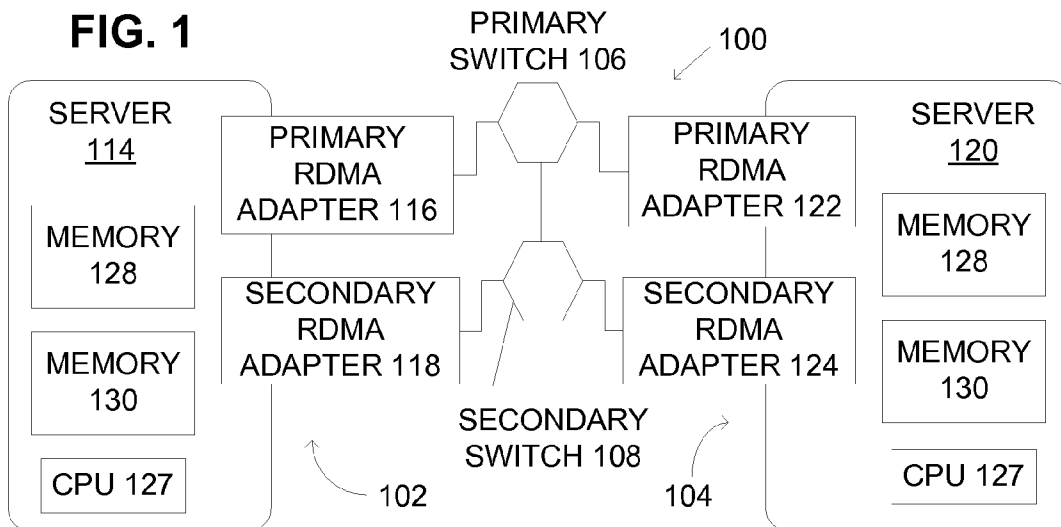 FIG. 1
PRIMARY
SWITCH 106
100
SERVER
114
PRIMARY
RDMA
ADAPTER 116
PRIMARY
RDMA
ADAPTER 122
SERVER
120
MEMORY
128
MEMORY
128
SECONDARY
RDMA
ADAPTER 118
SECONDARY
RDMA
ADAPTER 124
MEMORY
130
MEMORY
130
SECONDARY
SWITCH 108
CPU 127
102
104
CPU 127